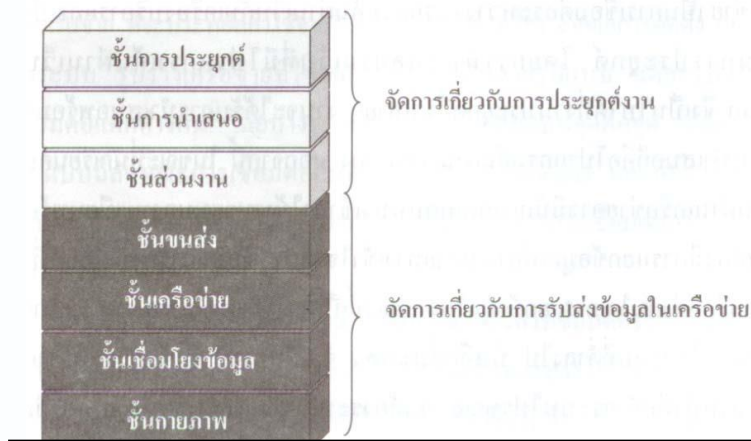 ชั้นการประยุกต์
ชั้นการนำเสนอ
จัดการเกี่ยวกับการประยุกต์งาน
ชั้นส่วนงาน
ชั้นขนส่ง
ชั้นเครือข่าย
จัดการเกี่ยวกับการรับส่งข้อมูลในเครือข่าย
ชั้นเชื่อมโยงข้อมูล
ชั้นกายภาพ